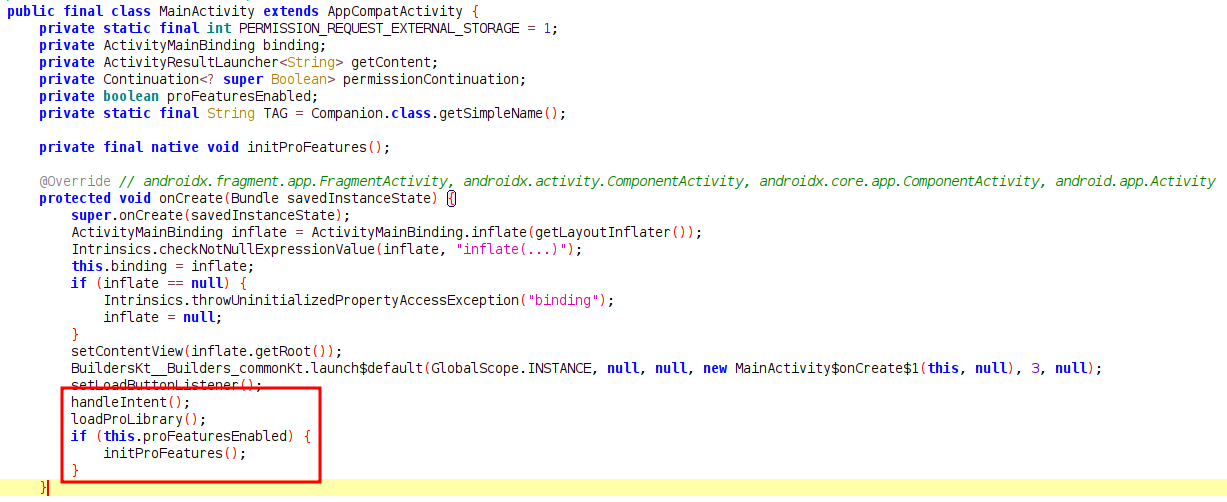 public final class MainActivity extends AppCompatActivity {
private static final int PERMISSION_REQUEST_EXTERNAL_STORAGE = 1;
private ActivityMainBinding binding;
private ActivityResultLauncher<String> getContent;
private Continuation<? super Boolean> permissionContinuation;
private boolean proFeaturesEnabled;
private static final String TAG = Companion.class.getSimpleName();
private final native void initProFeatures();
@Override // androidx.fragment.app.FragmentActivity, androidx.activity.ComponentActivity, androidx.core.app.ComponentActivity, android.app.Activity
protected void onCreate(Bundle savedInstanceState) {
super.onCreate(savedInstanceState);
ActivityMainBinding inflate = ActivityMainBinding.inflate(getLayoutInflater());
Intrinsics.checkNotNullExpressionValue(inflate, "inflate(...)");
this.binding = inflate;
if (inflate == null) {
Intrinsics.throwUninitializedPropertyAccessException("binding");
inflate = null;
}
setContentView(inflate.getRoot());
BuildersKt__Builders_commonKt.launch$default(GlobalScope.INSTANCE, null, null, new MainActivity$onCreate$1(this, null), 3, null);
setLoadButtonListener();
handleIntent();
loadProLibrary();
if (this.proFeaturesEnabled) {
initProFeatures();
}
}